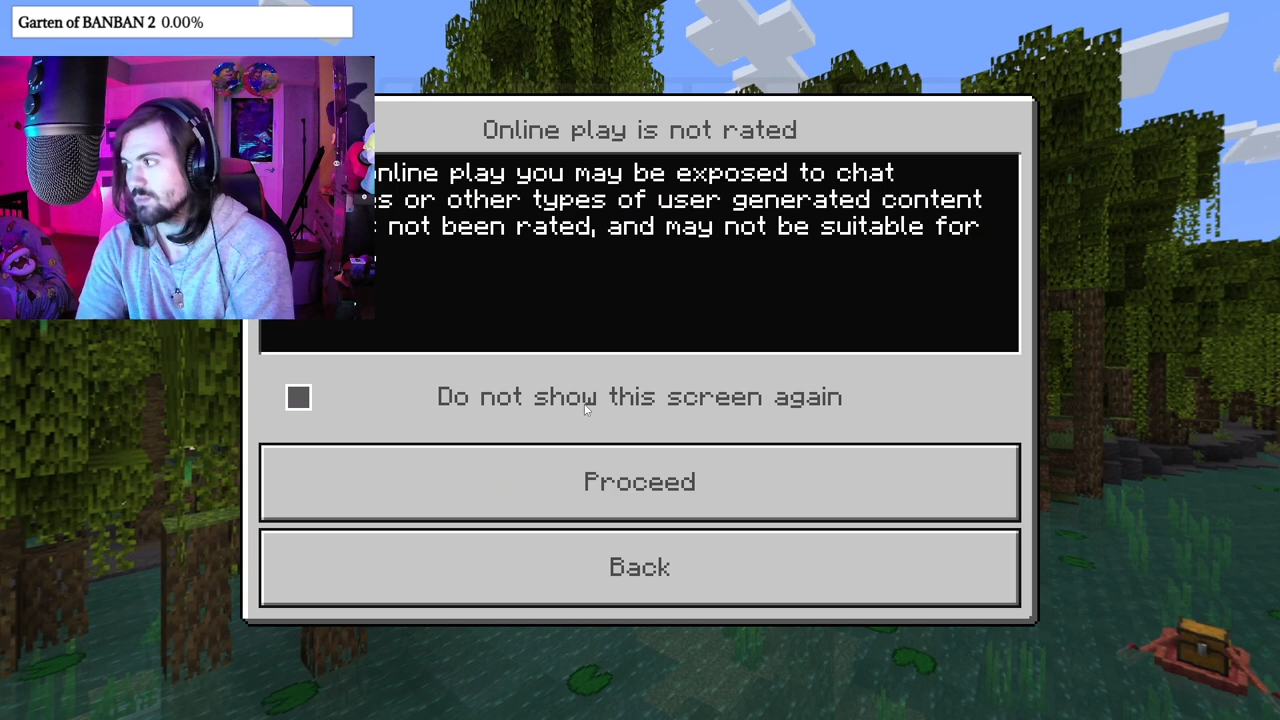 Garten of BANBAN 2 0.00%
Online play is not rated
online play you may be exposed to chat
or other types of user generated content
not been rated, and may not be suitable for
Do not show this screen again
Proceed
Back